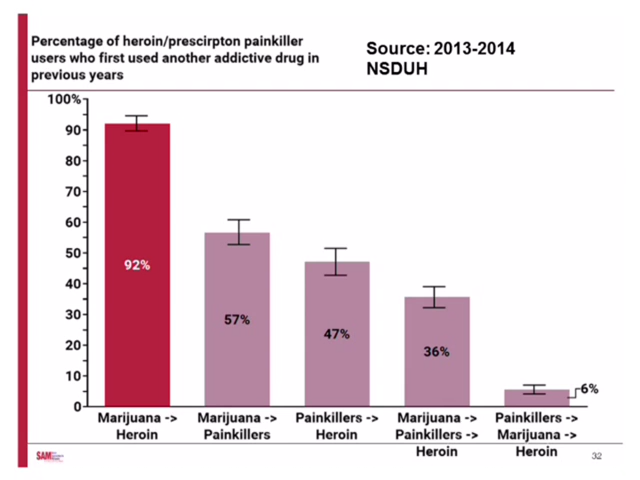 Percentage of heroin/prescirpton painkiller
users who first used another addictive drug in
previous years
Source: 2013-2014
NSDUH
100%
90
80
70
60
50
40
30
20
10
0
92%
57%
47%
36%
6%
Marijuana ->
Heroin
Marijuana ->
Painkillers
Painkillers ->
Heroin
Marijuana ->
Painkillers ->
Heroin
Painkillers ->
Marijuana ->
Heroin
SAM
32